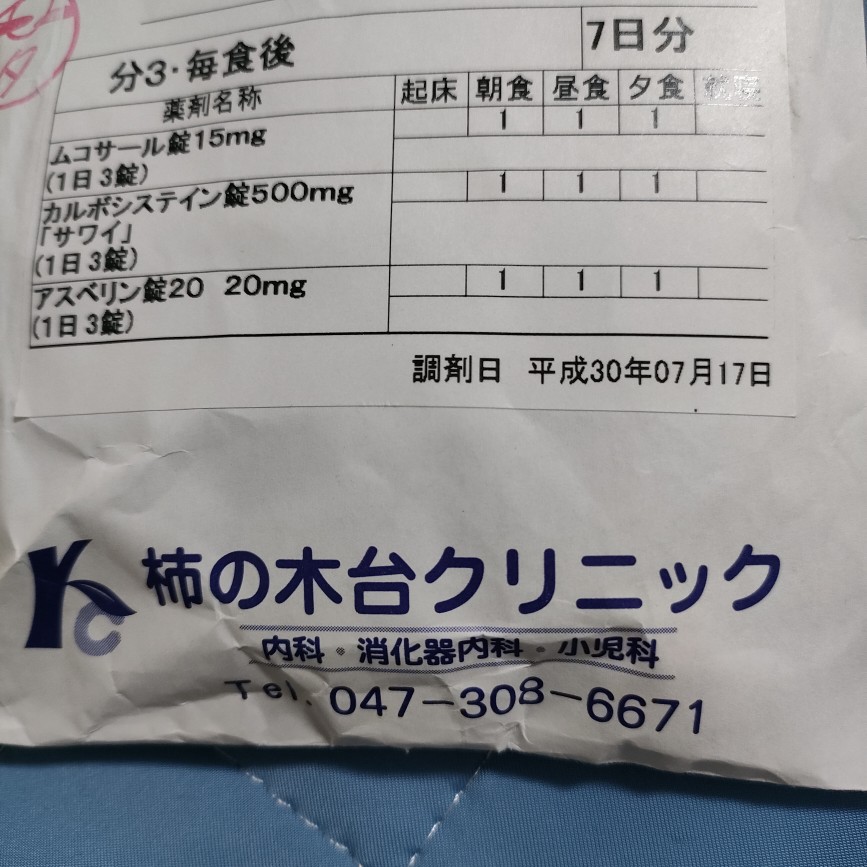 7日分
分3・毎食後
薬剤名称 起床 朝食 昼食 夕食
ムコサール錠15mg 1 1 1
(1日3錠)
カルボシステイン錠500mg 1 1 1
「サワイ」
(1日3錠)
アスベリン錠20 20mg 1 1 1
(1日3錠)
調剤日 平成30年07月17日
柿の木台クリニック
内科・消化器内科・小児科
Tel. 047-308-6671